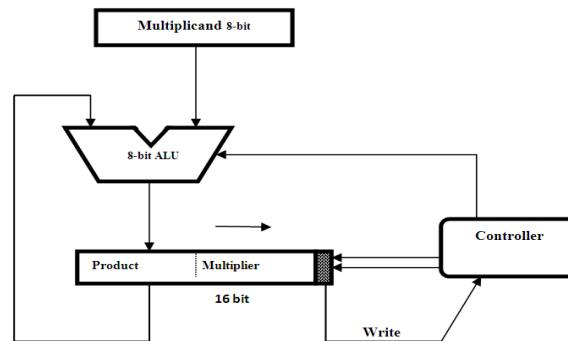 Multiplicand 8-bit
8-bit ALU
Controller
Product Multiplier
16 bit
Write